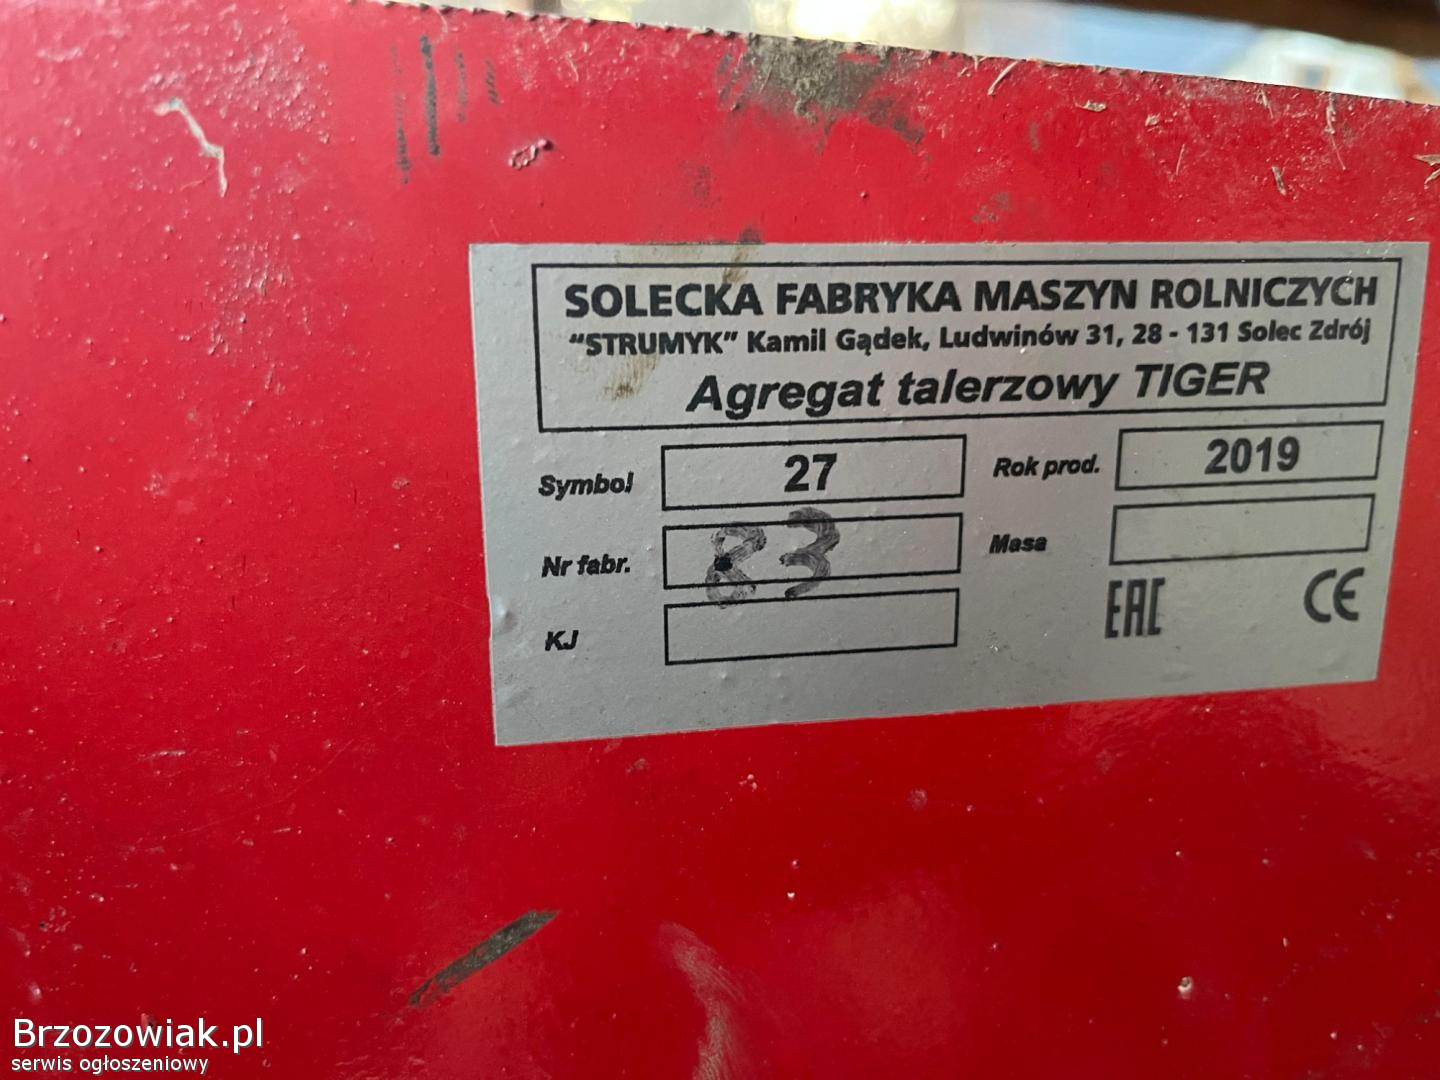 SOLECKA FABRYKA MASZYN ROLNICZYCH
"STRUMYK" Kamil Gądek, Ludwinów 31, 28 - 131 Solec Zdrój
Agregat talerzowy TIGER
Symbol 27 Rok prod. 2019
Nr fabr. 83 Masa
KJ EAC CE
Brzozowiak.pl
serwis ogłoszeniowy